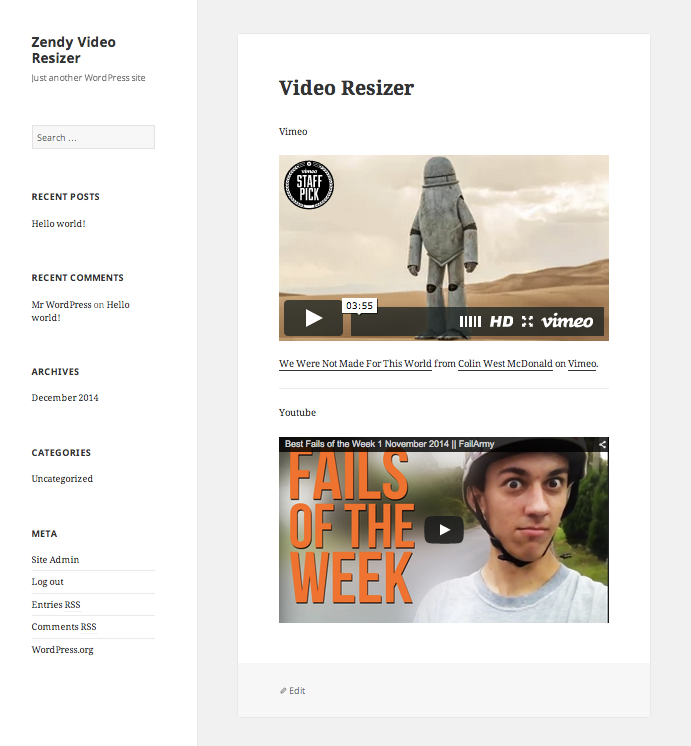 Zendy Video
Resizer
Just another WordPress site
Search …
RECENT POSTS
Hello world!
RECENT COMMENTS
Mr WordPress on Hello
world!
ARCHIVES
December 2014
CATEGORIES
Uncategorized
META
Site Admin
Log out
Entries RSS
Comments RSS
WordPress.org
Video Resizer
Vimeo
vimeo
STAFF
PICK
03:55
HD vimeo
We Were Not Made For This World from Colin West McDonald on Vimeo.
Youtube
Best Fails of the Week 1 November 2014 || FailArmy
FAILS
OF THE
WEEK
Edit